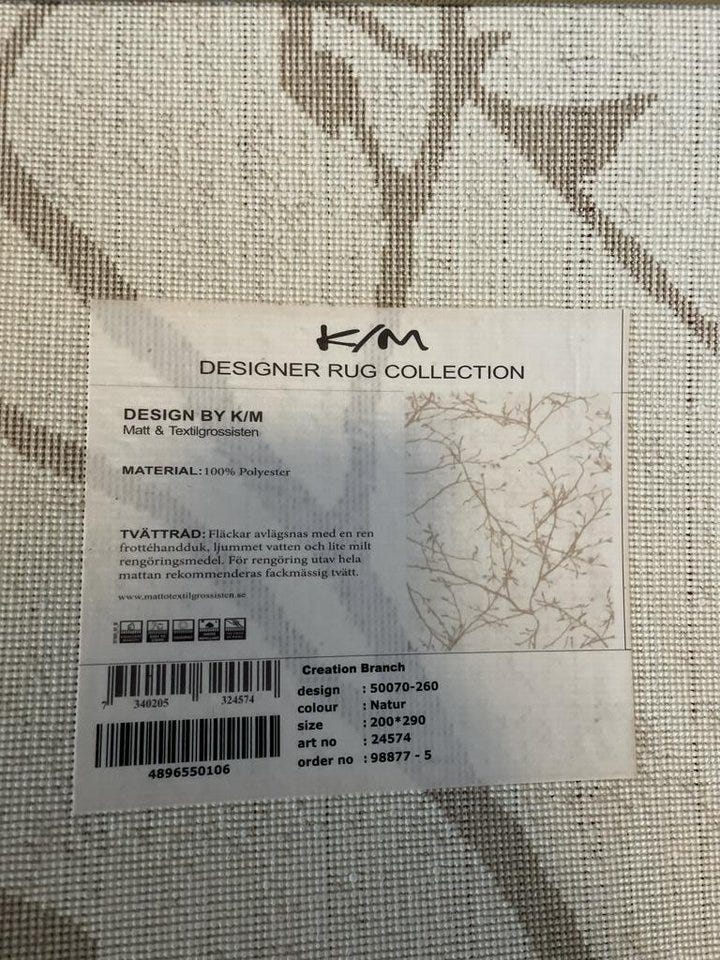 K/M
DESIGNER RUG COLLECTION
DESIGN BY K/M
Matt & Textilgrossisten
MATERIAL: 100% Polyester
TVÄTTRÅD: Fläckar avlägsnas med en ren
frottéhandduk, ljummet vatten och lite milt
rengöringsmedel. För rengöring utav hela
mattan rekommenderas fackmässig tvätt.
www.mattotextilgrossisten.se
7 340205 324574
4896550106
Creation Branch
design : 50070-260
colour : Natur
size : 200*290
art no : 24574
order no : 98877 - 5